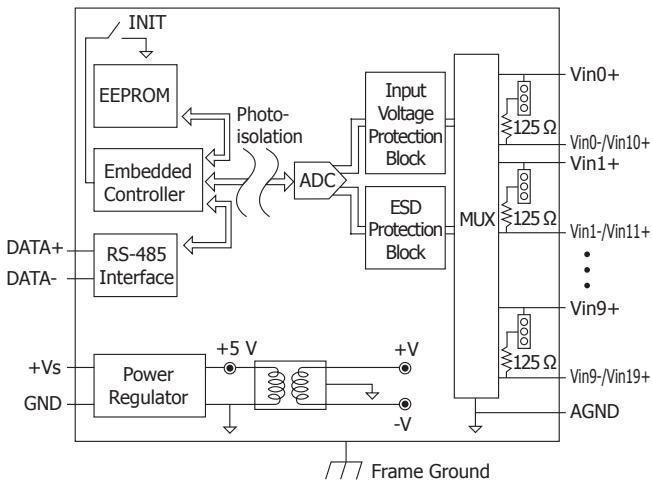 INIT
EEPROM
Photo-
isolation
Embedded
Controller
ADC
Input
Voltage
Protection
Block
ESD
Protection
Block
MUX
Vin0+
125 Ω
Vin0-/Vin10+
Vin1+
125 Ω
Vin1-/Vin11+
Vin9+
125 Ω
Vin9-/Vin19+
AGND
DATA+
DATA-
RS-485
Interface
+Vs
GND
Power
Regulator
+5 V
+V
-V
Frame Ground